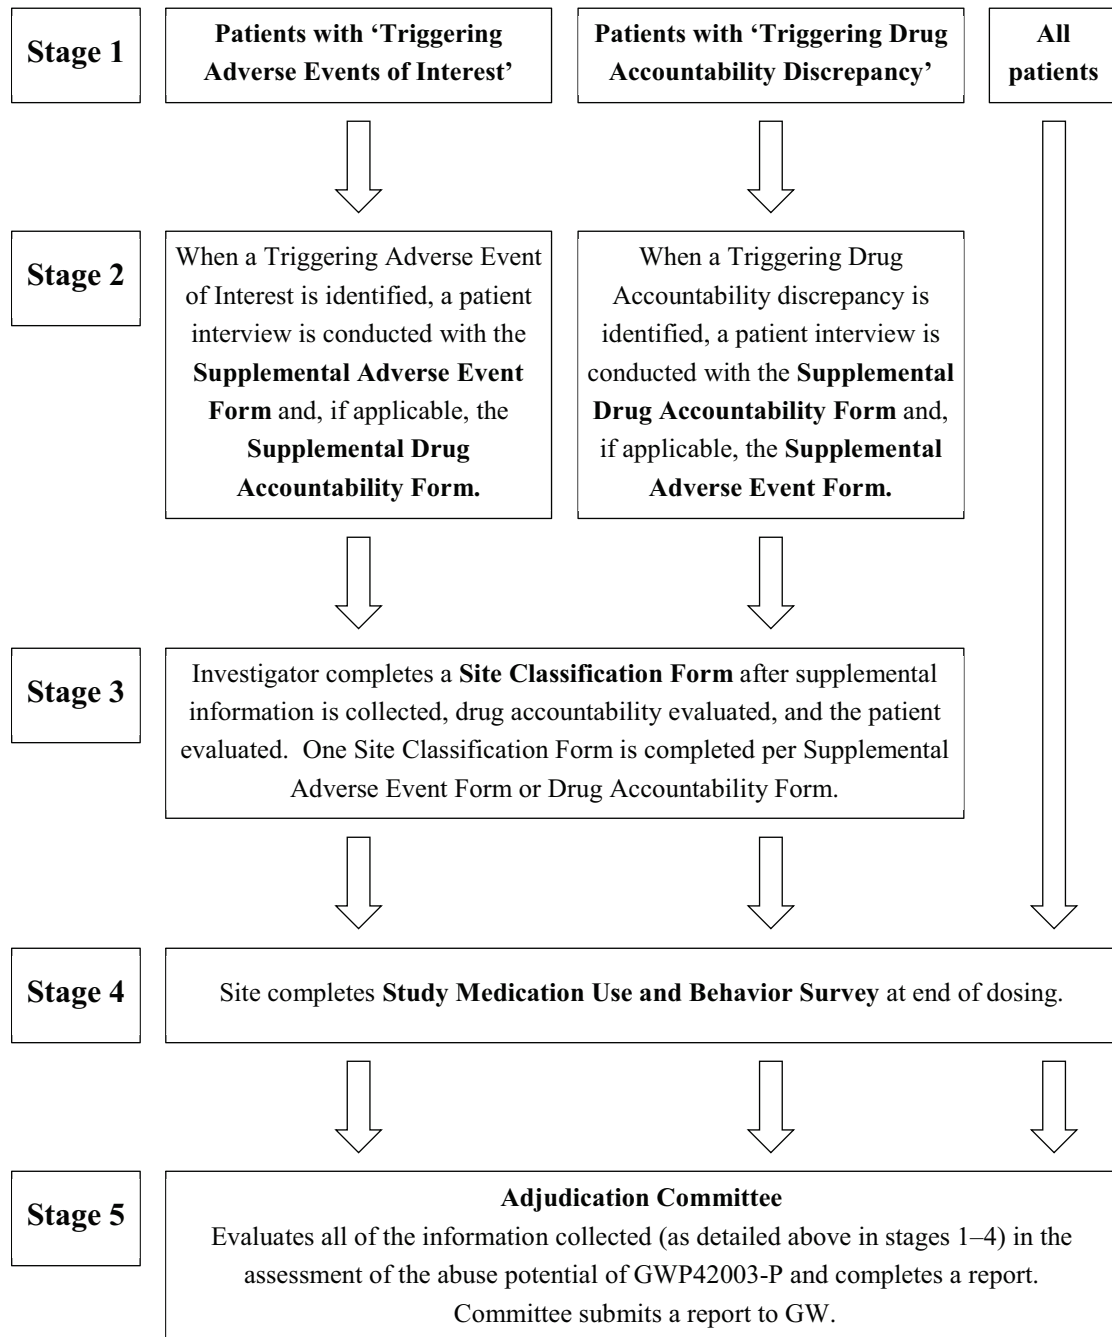 Stage 1
Patients with ‘Triggering
Adverse Events of Interest’
Patients with ‘Triggering Drug
Accountability Discrepancy’
All
patients
Stage 2
When a Triggering Adverse Event
of Interest is identified, a patient
interview is conducted with the
Supplemental Adverse Event
Form and, if applicable, the
Supplemental Drug
Accountability Form.
When a Triggering Drug
Accountability discrepancy is
identified, a patient interview is
conducted with the Supplemental
Drug Accountability Form and,
if applicable, the Supplemental
Adverse Event Form.
Stage 3
Investigator completes a Site Classification Form after supplemental
information is collected, drug accountability evaluated, and the patient
evaluated.  One Site Classification Form is completed per Supplemental
Adverse Event Form or Drug Accountability Form.
Stage 4
Site completes Study Medication Use and Behavior Survey at end of dosing.
Stage 5
Adjudication Committee
Evaluates all of the information collected (as detailed above in stages 1–4) in the
assessment of the abuse potential of GWP42003-P and completes a report.
Committee submits a report to GW.